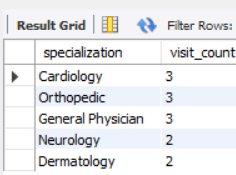 Result Grid Filter Rows:
specialization visit_count
Cardiology 3
Orthopedic 3
General Physician 3
Neurology 2
Dermatology 2